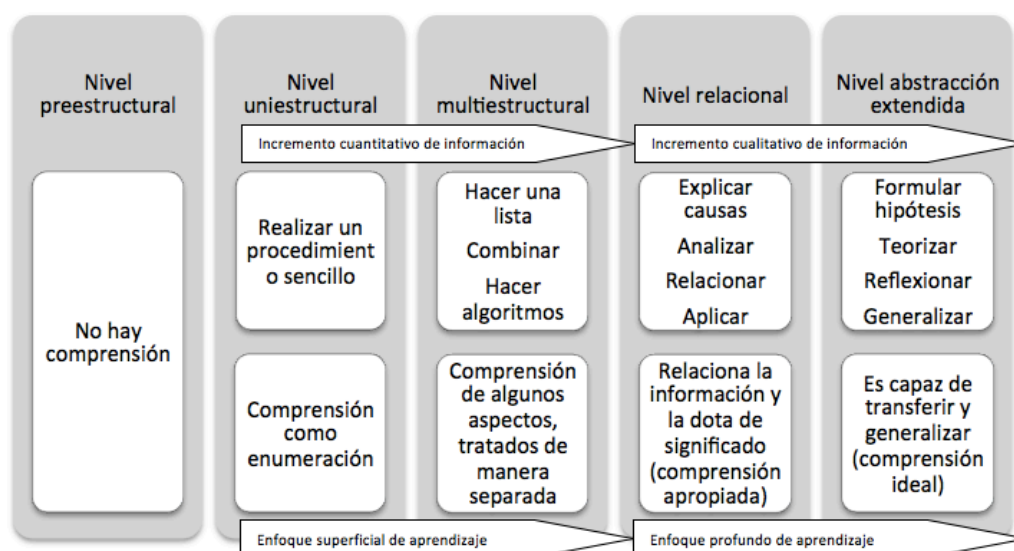 Nivel
preestructural
Nivel
uniestructural
Nivel
multiestructural
Nivel relacional
Nivel abstracción
extendida
Incremento cuantitativo de información
Incremento cualitativo de información
No hay
comprensión
Realizar un
procedimient
o sencillo
Hacer una
lista
Combinar
Hacer
algoritmos
Explicar
causas
Analizar
Relacionar
Aplicar
Formular
hipótesis
Teorizar
Reflexionar
Generalizar
Comprensión
como
enumeración
Comprensión
de algunos
aspectos,
tratados de
manera
separada
Relaciona la
información y
la dota de
significado
(comprensión
apropiada)
Es capaz de
transferir y
generalizar
(comprensión
ideal)
Enfoque superficial de aprendizaje
Enfoque profundo de aprendizaje